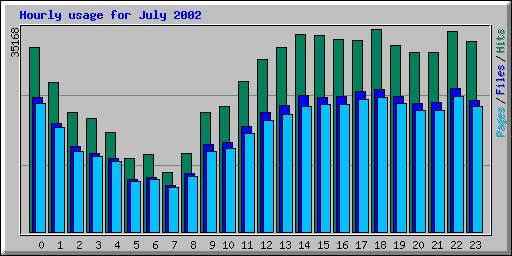 Hourly usage for July 2002
35168
Pages/Files/Hits
0 1 2 3 4 5 6 7 8 9 10 11 12 13 14 15 16 17 18 19 20 21 22 23